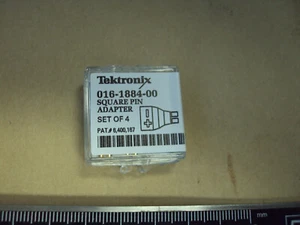 Tektronix
016-1884-00
SQUARE PIN
ADAPTER
SET OF 4
PAT.# 6,400,167
mm